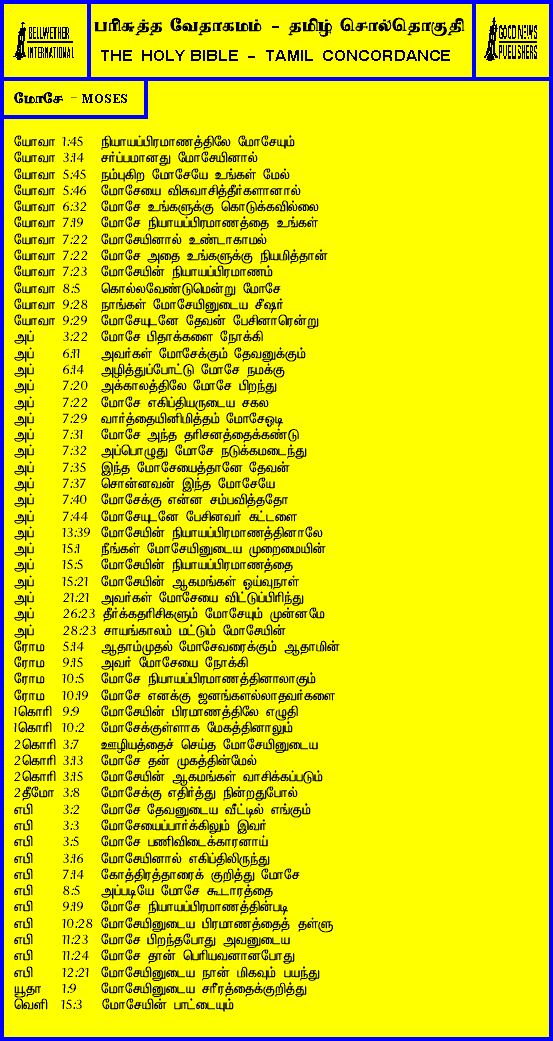 BELLWETHER
INTERNATIONAL
பரிசுத்த வேதாகமம் - தமிழ் சொல்தொகுதி
THE HOLY BIBLE - TAMIL CONCORDANCE
GOOD NEWS
PUBLISHERS
மோசே - MOSES
யோவா 1:45 நியாயப்பிரமாணத்திலே மோசேயும்
யோவா 3:14 சர்ப்பமானது மோசேயினால்
யோவா 5:45 நம்புகிற மோசேயே உங்கள் மேல்
யோவா 5:46 மோசேயை விசுவாசித்தீர்களானால்
யோவா 6:32 மோசே உங்களுக்கு கொடுக்கவில்லை
யோவா 7:19 மோசே நியாயப்பிரமாணத்தை உங்கள்
யோவா 7:22 மோசேயினால் உண்டாகாமல்
யோவா 7:22 மோசே அதை உங்களுக்கு நியமித்தான்
யோவா 7:23 மோசேயின் நியாயப்பிரமாணம்
யோவா 8:5 கொல்லவேண்டுமென்று மோசே
யோவா 9:28 நாங்கள் மோசேயினுடைய சீஷர்
யோவா 9:29 மோசேயுடனே தேவன் பேசினாரென்று
அப் 3:22 மோசே பிதாக்களை நோக்கி
அப் 6:11 அவர்கள் மோசேக்கும் தேவனுக்கும்
அப் 6:14 அழித்துப்போட்டு மோசே நமக்கு
அப் 7:20 அக்காலத்திலே மோசே பிறந்து
அப் 7:22 மோசே எகிப்தியருடைய சகல
அப் 7:29 வார்த்தையினிமித்தம் மோசேஓடி
அப் 7:31 மோசே அந்த தரிசனத்தைக்கண்டு
அப் 7:32 அப்பொழுது மோசே நடுக்கமடைந்து
அப் 7:35 இந்த மோசேயைத்தானே தேவன்
அப் 7:37 சொன்னவன் இந்த மோசேயே
அப் 7:40 மோசேக்கு என்ன சம்பவித்ததோ
அப் 7:44 மோசேயுடனே பேசினவர் கட்டளை
அப் 13:39 மோசேயின் நியாயப்பிரமாணத்தினாலே
அப் 15:1 நீங்கள் மோசேயினுடைய முறைமையின்
அப் 15:5 மோசேயின் நியாயப்பிரமாணத்தை
அப் 15:21 மோசேயின் ஆகமங்கள் ஓய்வுநாள்
அப் 21:21 அவர்கள் மோசேயை விட்டுப்பிரிந்து
அப் 26:23 தீர்க்கதரிசிகளும் மோசேயும் முன்னமே
அப் 28:23 சாயங்காலம் மட்டும் மோசேயின்
ரோம 5:14 ஆதாம்முதல் மோசேவரைக்கும் ஆதாமின்
ரோம 9:15 அவர் மோசேயை நோக்கி
ரோம 10:5 மோசே நியாயப்பிரமாணத்தினாலாகும்
ரோம 10:19 மோசே எனக்கு ஜனங்களல்லாதவர்களை
1கொரி 9:9 மோசேயின் பிரமாணத்திலே எழுதி
1கொரி 10:2 மோசேக்குள்ளாக மேகத்தினாலும்
2கொரி 3:7 ஊழியத்தைச் செய்த மோசேயினுடைய
2கொரி 3:13 மோசே தன் முகத்தின்மேல்
2கொரி 3:15 மோசேயின் ஆகமங்கள் வாசிக்கப்படும்
2தீமோ 3:8 மோசேக்கு எதிர்த்து நின்றதுபோல்
எபி 3:2 மோசே தேவனுடைய வீட்டில் எங்கும்
எபி 3:3 மோசேயைப்பார்க்கிலும் இவர்
எபி 3:5 மோசே பணிவிடைக்காரனாய்
எபி 3:16 மோசேயினால் எகிப்திலிருந்து
எபி 7:14 கோத்திரத்தாரைக் குறித்து மோசே
எபி 8:5 அப்படியே மோசே கூடாரத்தை
எபி 9:19 மோசே நியாயப்பிரமாணத்தின்படி
எபி 10:28 மோசேயினுடைய பிரமாணத்தைத் தள்ளு
எபி 11:23 மோசே பிறந்தபோது அவனுடைய
எபி 11:24 மோசே தான் பெரியவனானபோது
எபி 12:21 மோசேயினுடைய நான் மிகவும் பயந்து
யூதா 1:9 மோசேயினுடைய சரீரத்தைக்குறித்து
வெளி 15:3 மோசேயின் பாட்டையும்